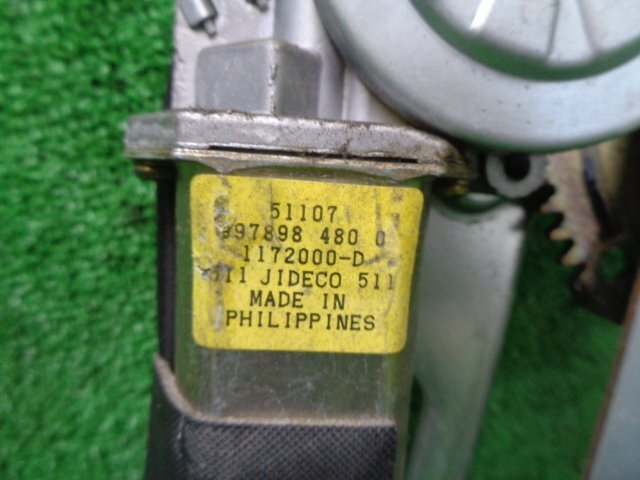 51107
897898 480 0
1172000-D
511 JIDECO 511
MADE IN
PHILIPPINES